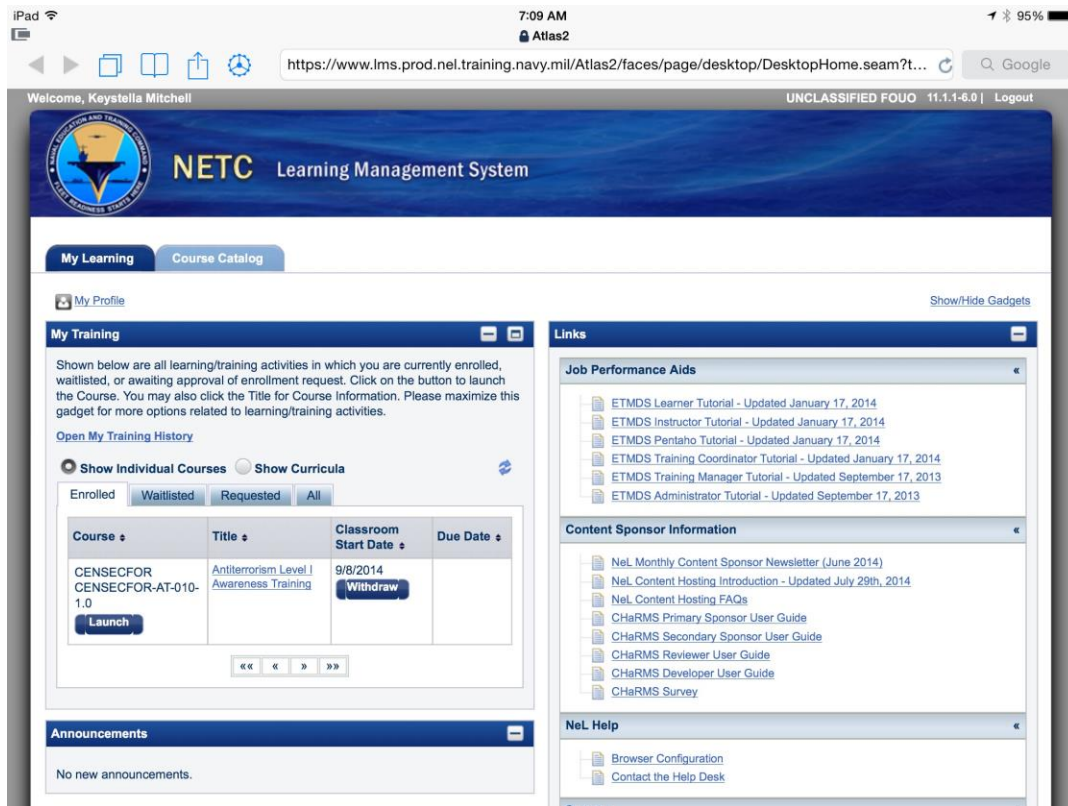 iPad
7:09 AM
95%
Atlas2
https://www.lms.prod.nel.training.navy.mil/Atlas2/faces/page/desktop/DesktopHome.seam?t...
Google
Welcome, Keystella Mitchell
UNCLASSIFIED FOUO 11.1.1-6.0 | Logout
NAVAL EDUCATION AND TRAINING COMMAND
FLEET READINESS STARTS HERE
NETC Learning Management System
My Learning
Course Catalog
My Profile
Show/Hide Gadgets
My Training
Shown below are all learning/training activities in which you are currently enrolled,
waitlisted, or awaiting approval of enrollment request. Click on the button to launch
the Course. You may also click the Title for Course Information. Please maximize this
gadget for more options related to learning/training activities.
Open My Training History
Show Individual Courses Show Curricula
Enrolled Waitlisted Requested All
Course Title Classroom Start Date Due Date
CENSECFOR
CENSECFOR-AT-010-
1.0
Launch
Antiterrorism Level I
Awareness Training
9/8/2014
Withdraw
«« « » »»
Announcements
No new announcements.
Links
Job Performance Aids «
ETMDS Learner Tutorial - Updated January 17, 2014
ETMDS Instructor Tutorial - Updated January 17, 2014
ETMDS Pentaho Tutorial - Updated January 17, 2014
ETMDS Training Coordinator Tutorial - Updated January 17, 2014
ETMDS Training Manager Tutorial - Updated September 17, 2013
ETMDS Administrator Tutorial - Updated September 17, 2013
Content Sponsor Information «
NeL Monthly Content Sponsor Newsletter (June 2014)
NeL Content Hosting Introduction - Updated July 29th, 2014
NeL Content Hosting FAQs
CHaRMS Primary Sponsor User Guide
CHaRMS Secondary Sponsor User Guide
CHaRMS Reviewer User Guide
CHaRMS Developer User Guide
CHaRMS Survey
NeL Help «
Browser Configuration
Contact the Help Desk